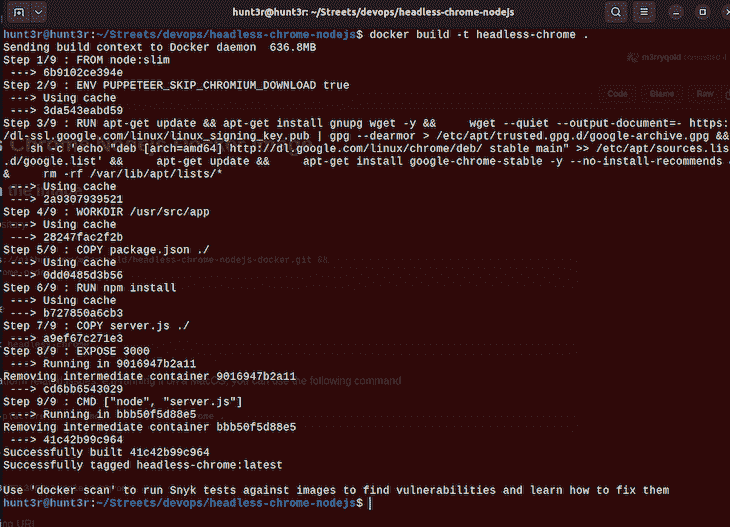 hunt3r@hunt3r: ~/Streets/devops/headless-chrome-nodejs
hunt3r@hunt3r:~/Streets/devops/headless-chrome-nodejs$ docker build -t headless-chrome .
Sending build context to Docker daemon  636.8MB
Step 1/9 : FROM node:slim
 ---> 6b9102ce394e
Step 2/9 : ENV PUPPETEER_SKIP_CHROMIUM_DOWNLOAD true
 ---> Using cache
 ---> 3da543eabd59
Step 3/9 : RUN apt-get update && apt-get install gnupg wget -y &&     wget --quiet --output-document=- https:
/dl-ssl.google.com/linux/linux_signing_key.pub | gpg --dearmor > /etc/apt/trusted.gpg.d/google-archive.gpg &&
   sh -c 'echo "deb [arch=amd64] http://dl.google.com/linux/chrome/deb/ stable main" >> /etc/apt/sources.lis
.d/google.list' &&     apt-get update &&     apt-get install google-chrome-stable -y --no-install-recommends
&     rm -rf /var/lib/apt/lists/*
 ---> Using cache
 ---> 2a9307939521
Step 4/9 : WORKDIR /usr/src/app
 ---> Using cache
 ---> 28247fac2f2b
Step 5/9 : COPY package.json ./
 ---> Using cache
 ---> 0dd0485d3b56
Step 6/9 : RUN npm install
 ---> Using cache
 ---> b727850a6cb3
Step 7/9 : COPY server.js ./
 ---> a9ef67c271e3
Step 8/9 : EXPOSE 3000
 ---> Running in 9016947b2a11
Removing intermediate container 9016947b2a11
 ---> cd6bb6543029
Step 9/9 : CMD ["node", "server.js"]
 ---> Running in bbb50f5d88e5
Removing intermediate container bbb50f5d88e5
 ---> 41c42b99c964
Successfully built 41c42b99c964
Successfully tagged headless-chrome:latest
Use 'docker scan' to run Snyk tests against images to find vulnerabilities and learn how to fix them
hunt3r@hunt3r:~/Streets/devops/headless-chrome-nodejs$